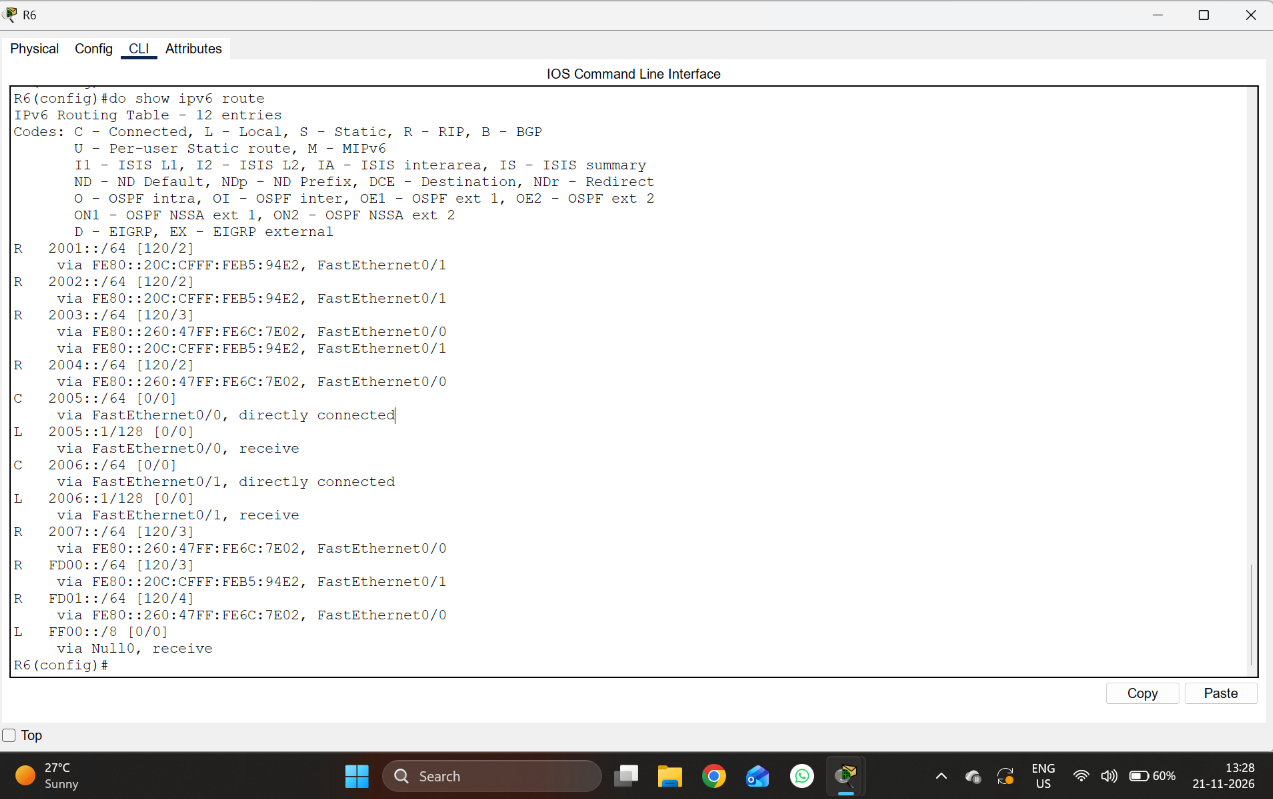 R6
Physical Config CLI Attributes
IOS Command Line Interface
R6(config)#do show ipv6 route
IPv6 Routing Table - 12 entries
Codes: C - Connected, L - Local, S - Static, R - RIP, B - BGP
U - Per-user Static route, M - MIPv6
I1 - ISIS L1, I2 - ISIS L2, IA - ISIS interarea, IS - ISIS summary
ND - ND Default, NDp - ND Prefix, DCE - Destination, NDr - Redirect
O - OSPF intra, OI - OSPF inter, OE1 - OSPF ext 1, OE2 - OSPF ext 2
ON1 - OSPF NSSA ext 1, ON2 - OSPF NSSA ext 2
D - EIGRP, EX - EIGRP external
R 2001::/64 [120/2]
via FE80::20C:CFFF:FEB5:94E2, FastEthernet0/1
R 2002::/64 [120/2]
via FE80::20C:CFFF:FEB5:94E2, FastEthernet0/1
R 2003::/64 [120/3]
via FE80::260:47FF:FE6C:7E02, FastEthernet0/0
via FE80::20C:CFFF:FEB5:94E2, FastEthernet0/1
R 2004::/64 [120/2]
via FE80::260:47FF:FE6C:7E02, FastEthernet0/0
C 2005::/64 [0/0]
via FastEthernet0/0, directly connected
L 2005::1/128 [0/0]
via FastEthernet0/0, receive
C 2006::/64 [0/0]
via FastEthernet0/1, directly connected
L 2006::1/128 [0/0]
via FastEthernet0/1, receive
R 2007::/64 [120/3]
via FE80::260:47FF:FE6C:7E02, FastEthernet0/0
R FD00::/64 [120/3]
via FE80::20C:CFFF:FEB5:94E2, FastEthernet0/1
R FD01::/64 [120/4]
via FE80::260:47FF:FE6C:7E02, FastEthernet0/0
L FF00::/8 [0/0]
via Null0, receive
R6(config)#
Copy Paste
Top
27°C
Sunny
Search
ENG
US
60%
13:28
21-11-2026